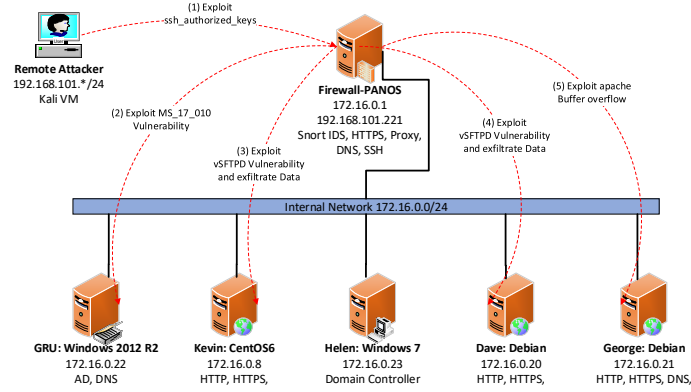 (1) Exploit
ssh_authorized_keys
Remote Attacker
192.168.101.*/24
Kali VM
Firewall-PANOS
172.16.0.1
192.168.101.221
Snort IDS, HTTPS, Proxy,
DNS, SSH
(2) Exploit MS_17_010
Vulnerability
(3) Exploit
vSFTPD Vulnerability
and exfiltrate Data
(4) Exploit
vSFTPD Vulnerability
and exfiltrate Data
(5) Exploit apache
Buffer overflow
Internal Network 172.16.0.0/24
GRU: Windows 2012 R2
172.16.0.22
AD, DNS
Kevin: CentOS6
172.16.0.8
HTTP, HTTPS,
Helen: Windows 7
172.16.0.23
Domain Controller
Dave: Debian
172.16.0.20
HTTP, HTTPS,
George: Debian
172.16.0.21
HTTP, HTTPS, DNS,